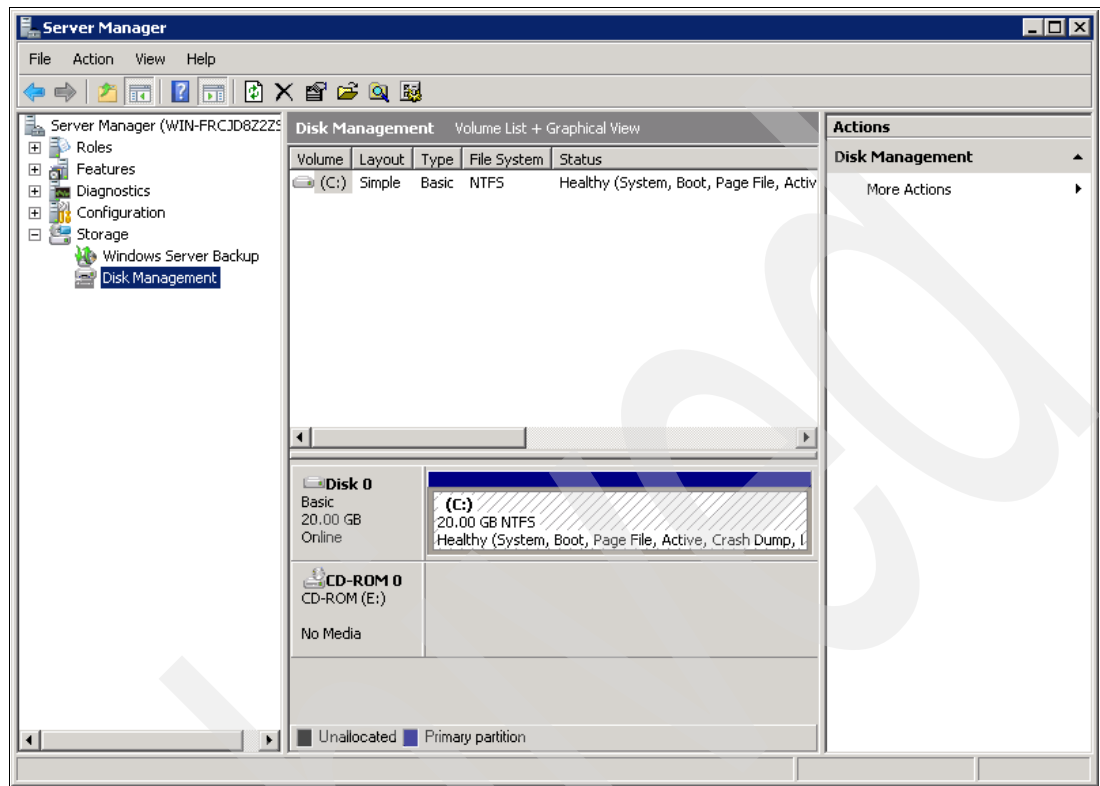 Server Manager
File Action View Help
Server Manager (WIN-FRCJD8Z2ZS
Roles
Features
Diagnostics
Configuration
Storage
Windows Server Backup
Disk Management
Disk Management Volume List + Graphical View
Volume Layout Type File System Status
(C:) Simple Basic NTFS Healthy (System, Boot, Page File, Activ
Disk 0
Basic
20.00 GB
Online
(C:)
20.00 GB NTFS
Healthy (System, Boot, Page File, Active, Crash Dump,
CD-ROM 0
CD-ROM (E:)
No Media
Unallocated Primary partition
Actions
Disk Management
More Actions